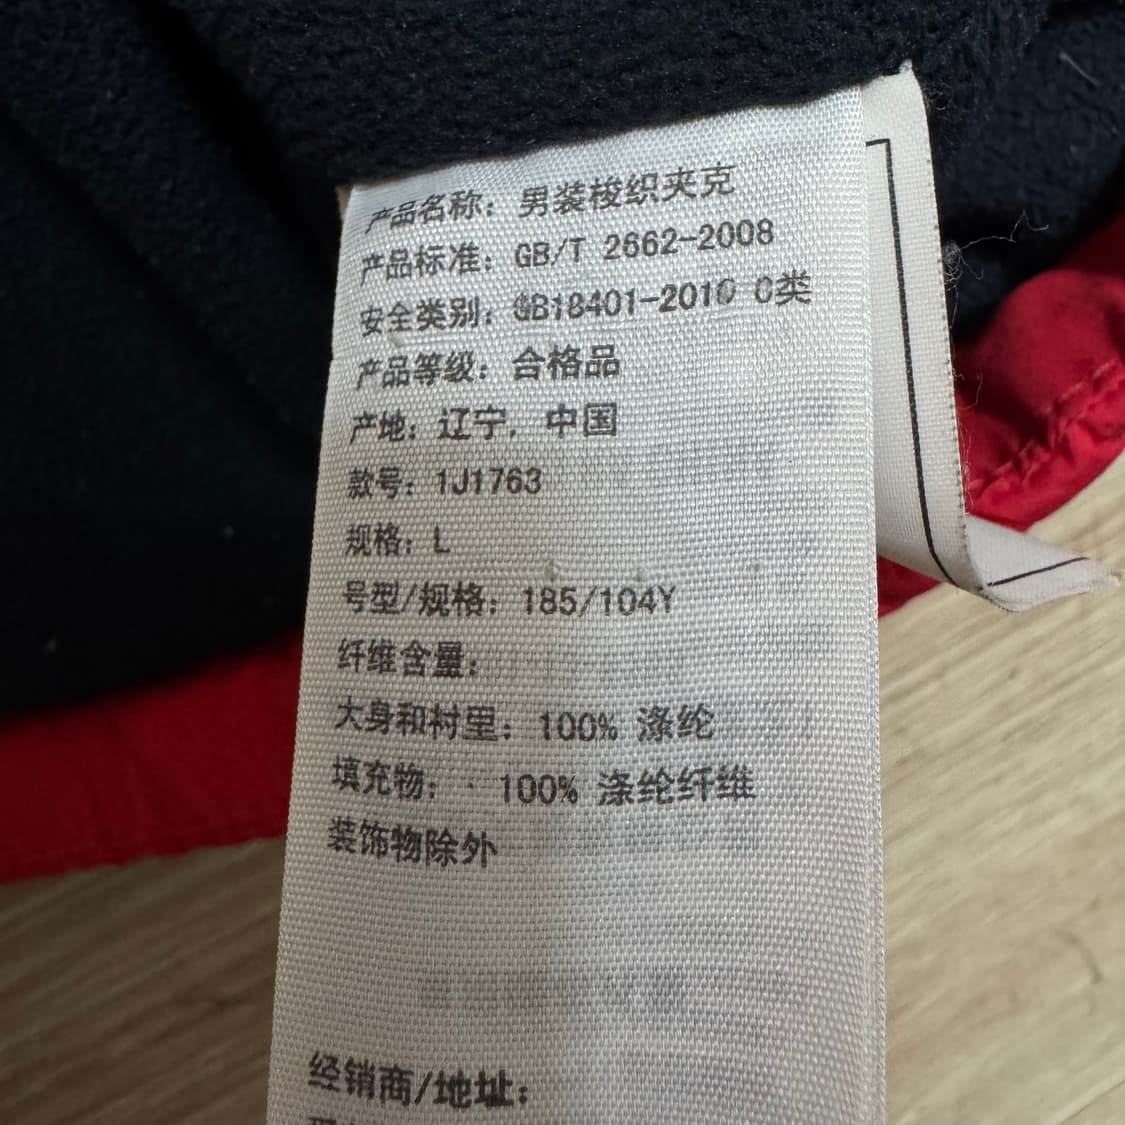 产品名称: 男装梭织夹克
产品标准: GB/T 2662-2008
安全类别: GB18401-2010 C类
产品等级: 合格品
产地: 辽宁, 中国
款号: 1J1763
规格: L
号型/规格: 185/104Y
纤维含量:
大身和衬里: 100% 涤纶
填充物: 100% 涤纶纤维
装饰物除外
经销商/地址: